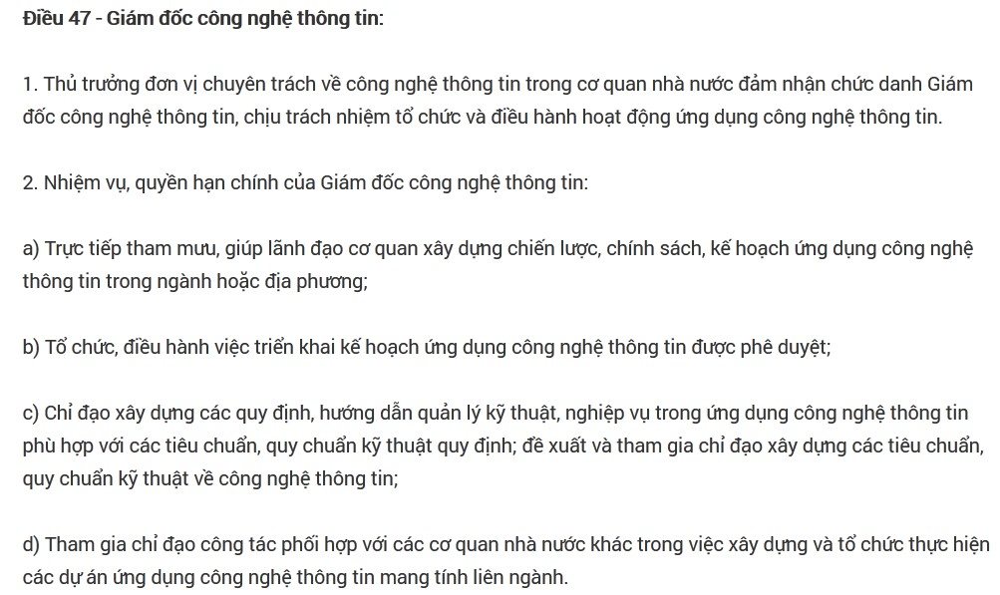 Điều 47 - Giám đốc công nghệ thông tin:
1. Thủ trưởng đơn vị chuyên trách về công nghệ thông tin trong cơ quan nhà nước đảm nhận chức danh Giám
đốc công nghệ thông tin, chịu trách nhiệm tổ chức và điều hành hoạt động ứng dụng công nghệ thông tin.
2. Nhiệm vụ, quyền hạn chính của Giám đốc công nghệ thông tin:
a) Trực tiếp tham mưu, giúp lãnh đạo cơ quan xây dựng chiến lược, chính sách, kế hoạch ứng dụng công nghệ
thông tin trong ngành hoặc địa phương;
b) Tổ chức, điều hành việc triển khai kế hoạch ứng dụng công nghệ thông tin được phê duyệt;
c) Chỉ đạo xây dựng các quy định, hướng dẫn quản lý kỹ thuật, nghiệp vụ trong ứng dụng công nghệ thông tin
phù hợp với các tiêu chuẩn, quy chuẩn kỹ thuật quy định; đề xuất và tham gia chỉ đạo xây dựng các tiêu chuẩn,
quy chuẩn kỹ thuật về công nghệ thông tin;
d) Tham gia chỉ đạo công tác phối hợp với các cơ quan nhà nước khác trong việc xây dựng và tổ chức thực hiện
các dự án ứng dụng công nghệ thông tin mang tính liên ngành.